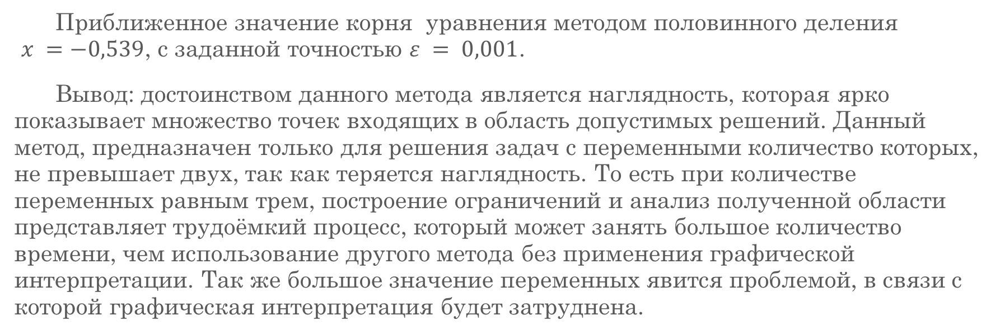 Приближенное значение корня  уравнения методом половинного деления
x = −0,539, с заданной точностью ε = 0,001.
Вывод: достоинством данного метода является наглядность, которая ярко
показывает множество точек входящих в область допустимых решений. Данный
метод, предназначен только для решения задач с переменными количество которых,
не превышает двух, так как теряется наглядность. То есть при количестве
переменных равным трем, построение ограничений и анализ полученной области
представляет трудоёмкий процесс, который может занять большое количество
времени, чем использование другого метода без применения графической
интерпретации. Так же большое значение переменных явится проблемой, в связи с
которой графическая интерпретация будет затруднена.